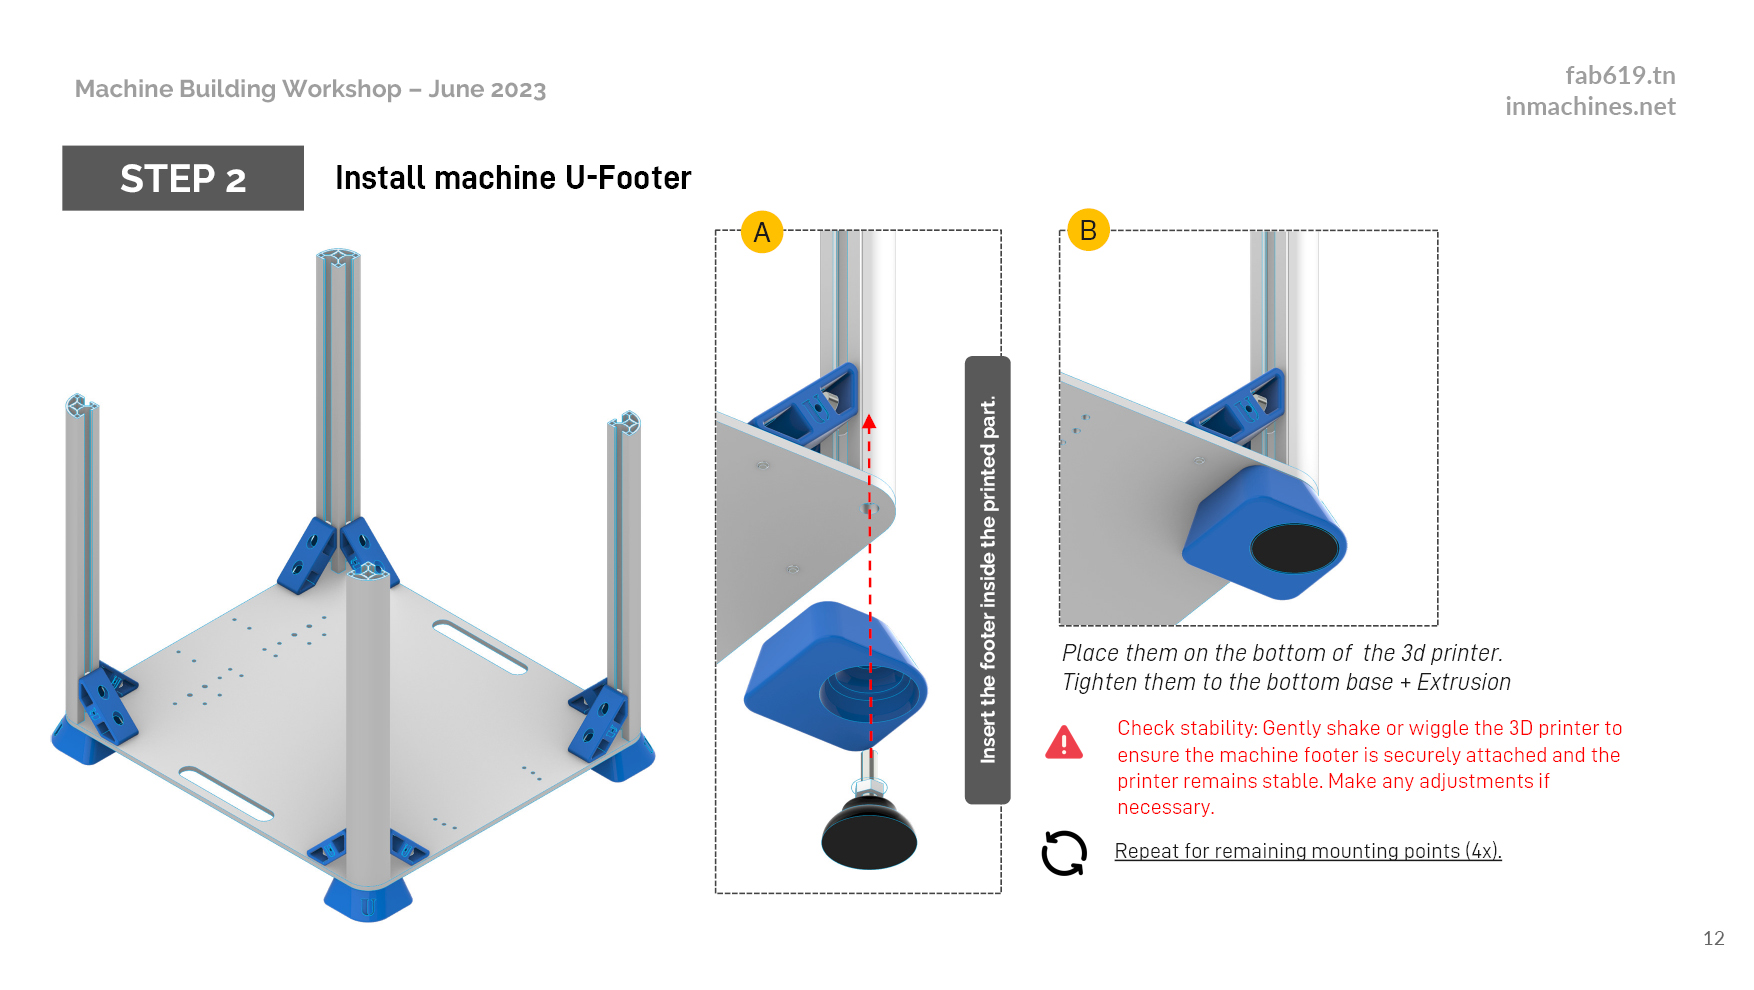 Machine Building Workshop – June 2023
fab619.tn
inmachines.net
STEP 2
Install machine U-Footer
A
B
Insert the footer inside the printed part.
Place them on the bottom of  the 3d printer.
Tighten them to the bottom base + Extrusion
Check stability: Gently shake or wiggle the 3D printer to
ensure the machine footer is securely attached and the
printer remains stable. Make any adjustments if
necessary.
Repeat for remaining mounting points (4x).
12